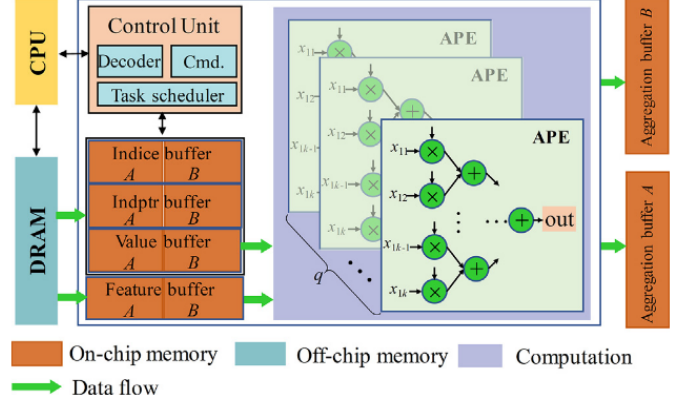 CPU
Control Unit
Decoder
Cmd.
Task scheduler
DRAM
Indice buffer
A B
Indptr buffer
A B
Value buffer
A B
Feature buffer
A B
APE
x11
x12
x1k-1
x1k
APE
x11
×
x12
×
x1k-1
×
x1k
×
+
APE
x11
×
x12
×
+
x1k-1
×
x1k
×
+
⋮
...
+
out
q
Aggregation buffer B
Aggregation buffer A
On-chip memory
Off-chip memory
Computation
Data flow